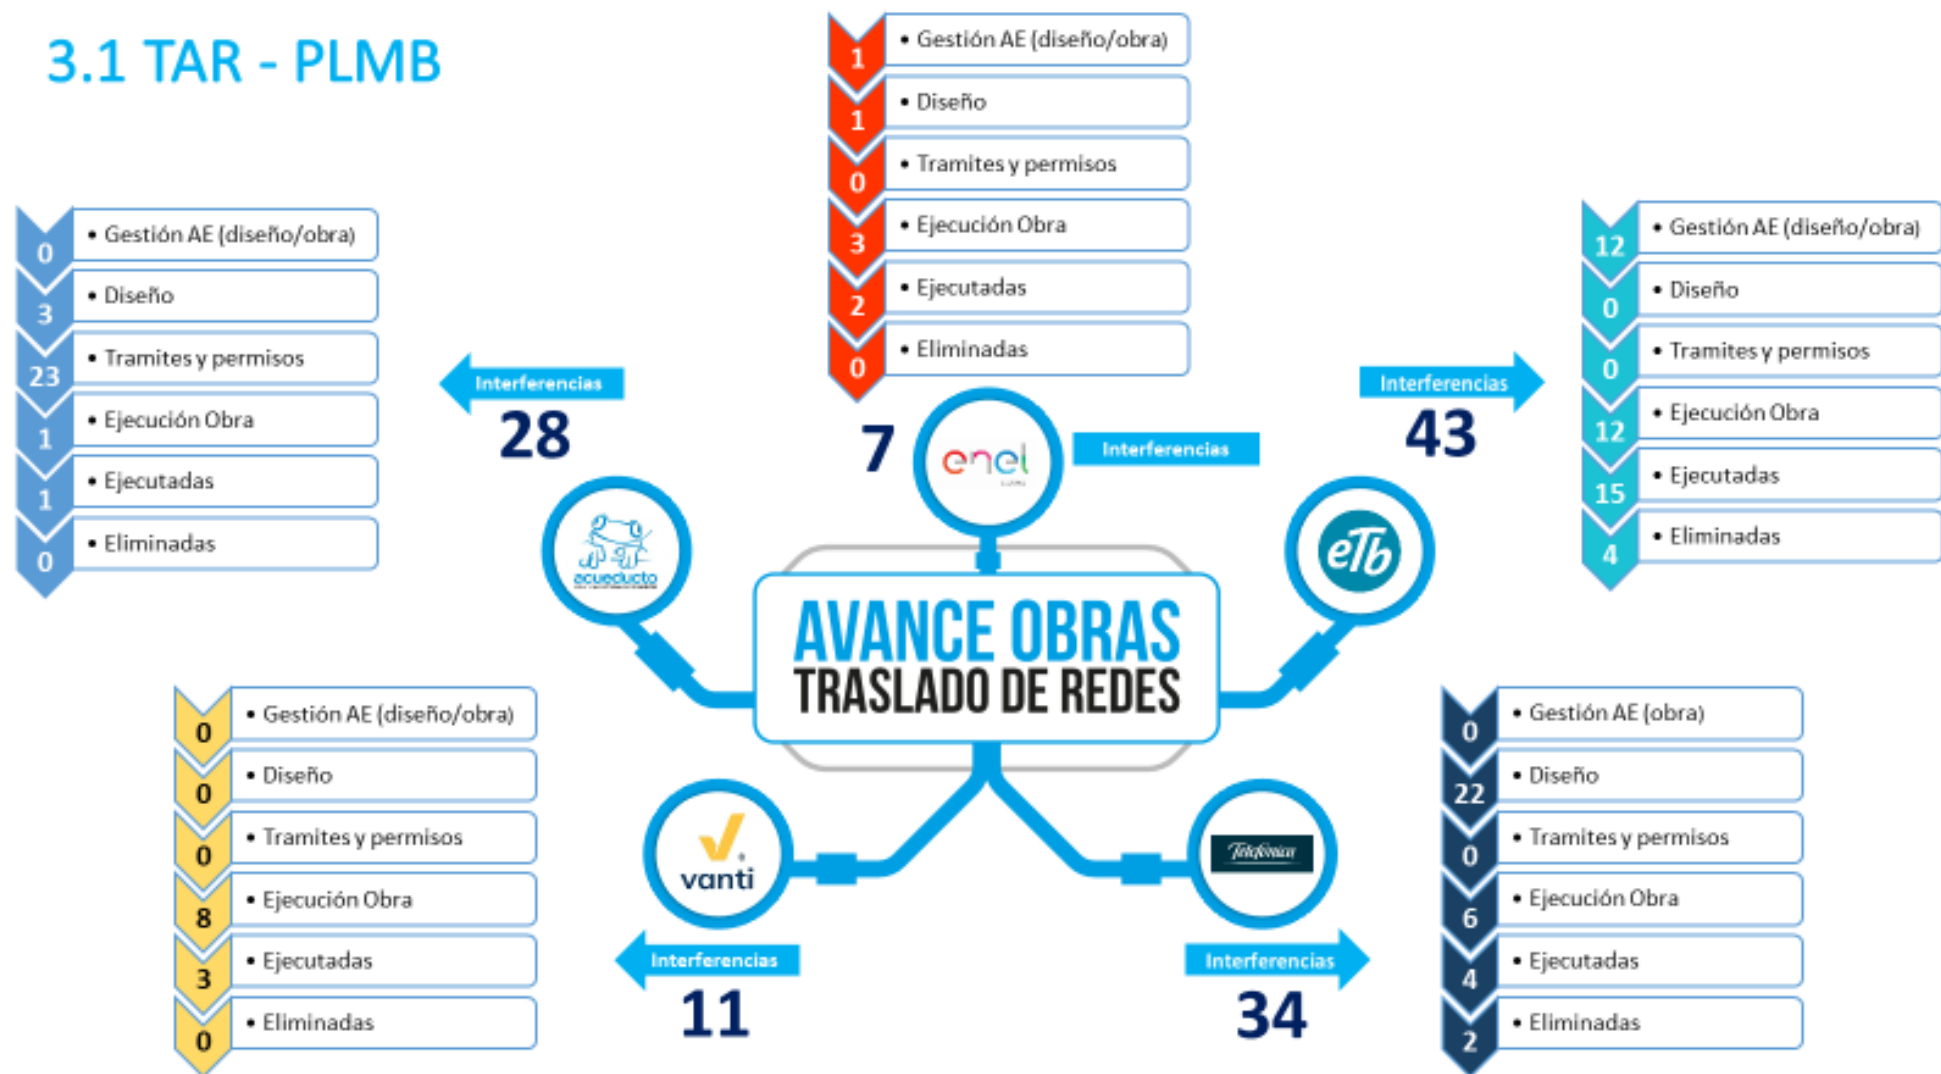 3.1 TAR - PLMB
1
• Gestión AE (diseño/obra)
1
• Diseño
0
• Tramites y permisos
3
• Ejecución Obra
2
• Ejecutadas
0
• Eliminadas
7
enel
Interferencias
0
• Gestión AE (diseño/obra)
3
• Diseño
23
• Tramites y permisos
1
• Ejecución Obra
1
• Ejecutadas
0
• Eliminadas
Interferencias
28
acueducto
12
• Gestión AE (diseño/obra)
0
• Diseño
0
• Tramites y permisos
12
• Ejecución Obra
15
• Ejecutadas
4
• Eliminadas
Interferencias
43
eTb
AVANCE OBRAS
TRASLADO DE REDES
0
• Gestión AE (diseño/obra)
0
• Diseño
0
• Tramites y permisos
8
• Ejecución Obra
3
• Ejecutadas
0
• Eliminadas
vanti
Interferencias
11
Telefónica
Interferencias
34
0
• Gestión AE (obra)
22
• Diseño
0
• Tramites y permisos
6
• Ejecución Obra
4
• Ejecutadas
2
• Eliminadas